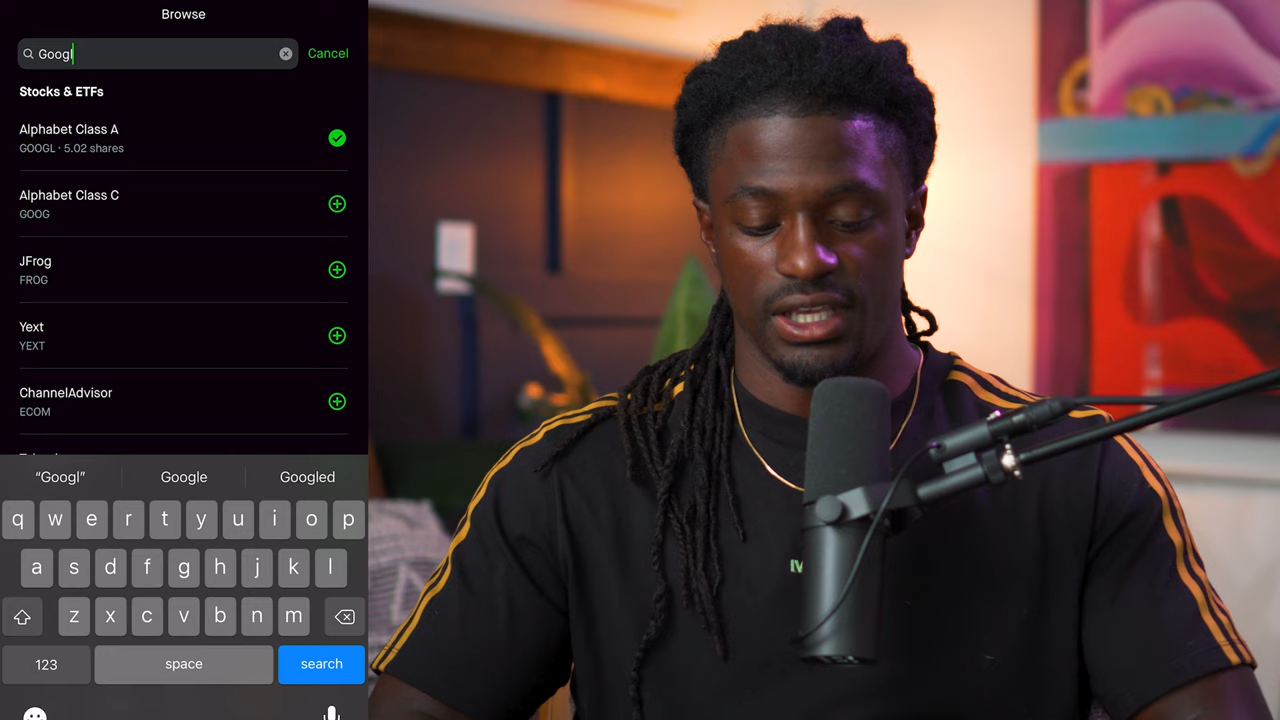 Browse
Googl
Cancel
Stocks & ETFs
Alphabet Class A
GOOGL · 5.02 shares
Alphabet Class C
GOOG
JFrog
FROG
Yext
YEXT
ChannelAdvisor
ECOM
“Googl”
Google
Googled
q w e r t y u i o p
a s d f g h j k l
z x c v b n m
123
space
search